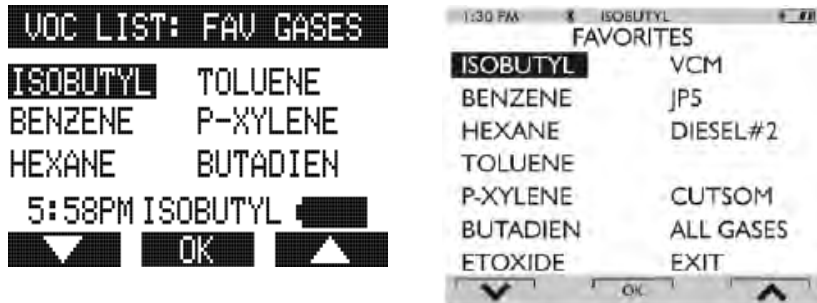 VOC LIST: FAV GASES
ISOBUTYL TOLUENE
BENZENE P-XYLENE
HEXANE BUTADIEN
5:58PM ISOBUTYL
OK
1:30 PM ISOBUTYL
FAVORITES
ISOBUTYL VCM
BENZENE JP5
HEXANE DIESEL#2
TOLUENE
P-XYLENE CUTSOM
BUTADIEN ALL GASES
ETOXIDE EXIT
OK